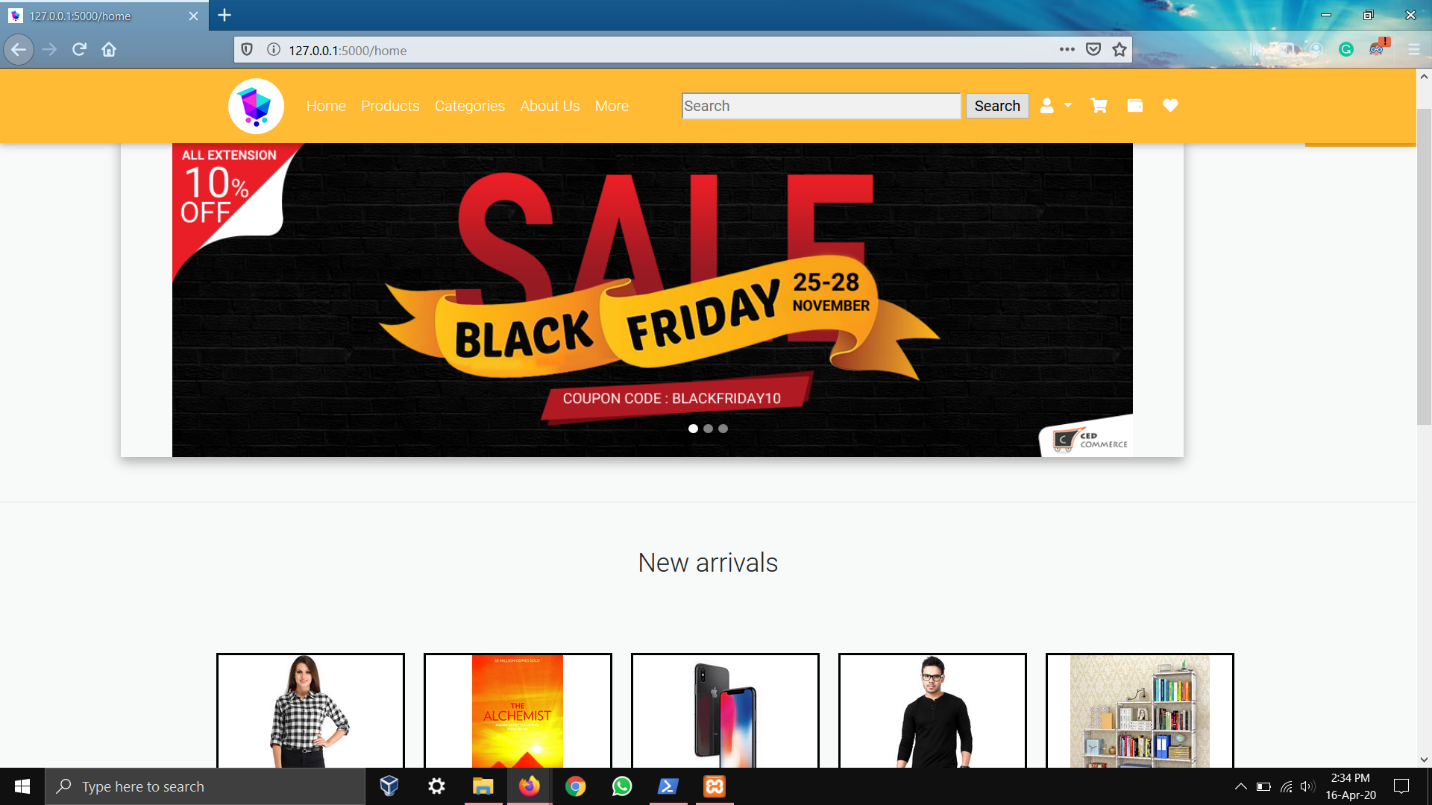 127.0.0.1:5000/home
127.0.0.1:5000/home
1
Home Products Categories About Us More Search Search
ALL EXTENSION
10%
OFF
SALE
BLACK FRIDAY
25-28
NOVEMBER
COUPON CODE : BLACKFRIDAY10
C CED
COMMERCE
New arrivals
THE
ALCHEMIST
Type here to search
2:34 PM
16-Apr-20